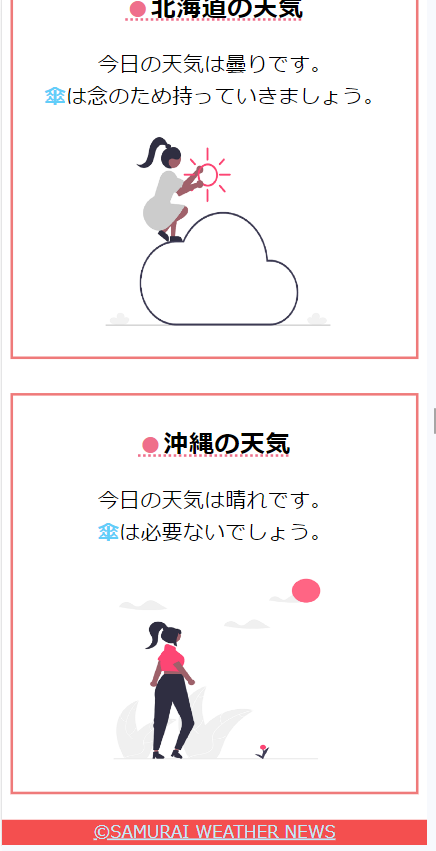 ●北海道の天気
今日の天気は曇りです。
傘は念のため持っていきましょう。
●沖縄の天気
今日の天気は晴れです。
傘は必要ないでしょう。
©SAMURAI WEATHER NEWS